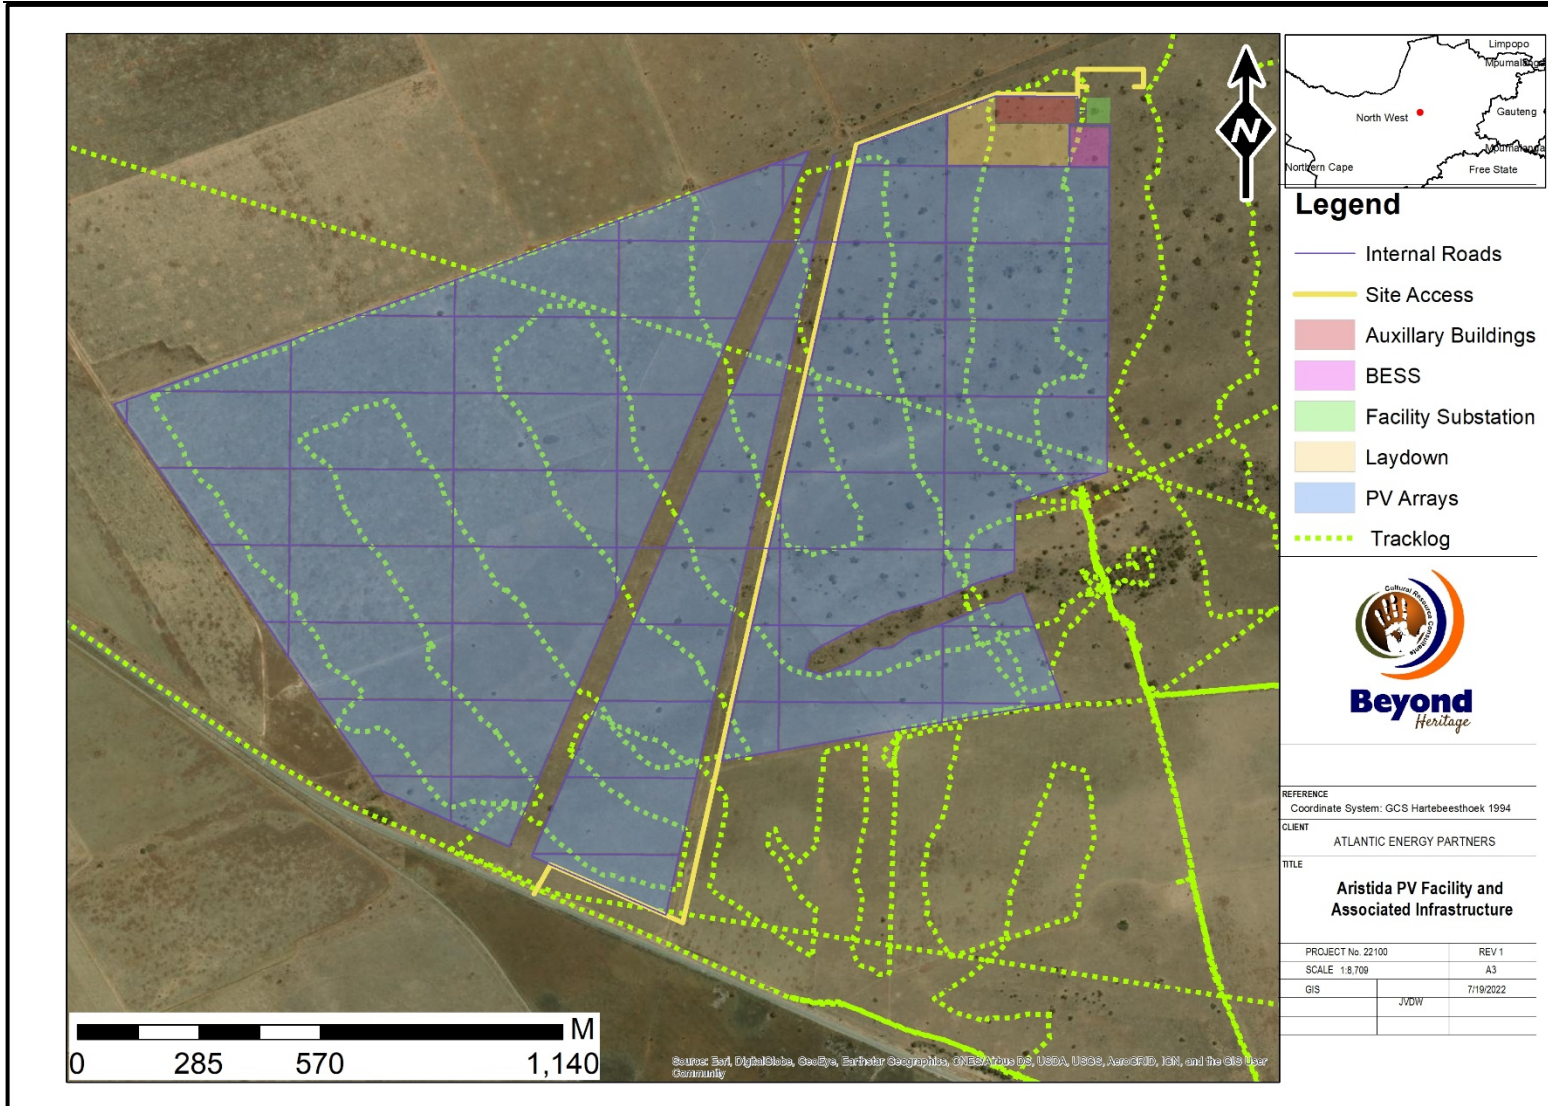 N
Limpopo
Mpumalanga
North West
Gauteng
Mpumalanga
Northern Cape
Free State
Legend
Internal Roads
Site Access
Auxillary Buildings
BESS
Facility Substation
Laydown
PV Arrays
Tracklog
Cultural Resource Consultants
Beyond
Heritage
REFERENCE
Coordinate System: GCS Hartebeesthoek 1994
CLIENT
ATLANTIC ENERGY PARTNERS
TITLE
Aristida PV Facility and
Associated Infrastructure
PROJECT No. 22100 REV 1
SCALE 1:8,709 A3
GIS 7/19/2022
JVDW
M
0 285 570 1,140
Source: Esri, DigitalGlobe, GeoEye, Earthstar Geographics, CNES/Airbus DS, USDA, USGS, AeroGRID, IGN, and the GIS User
Community